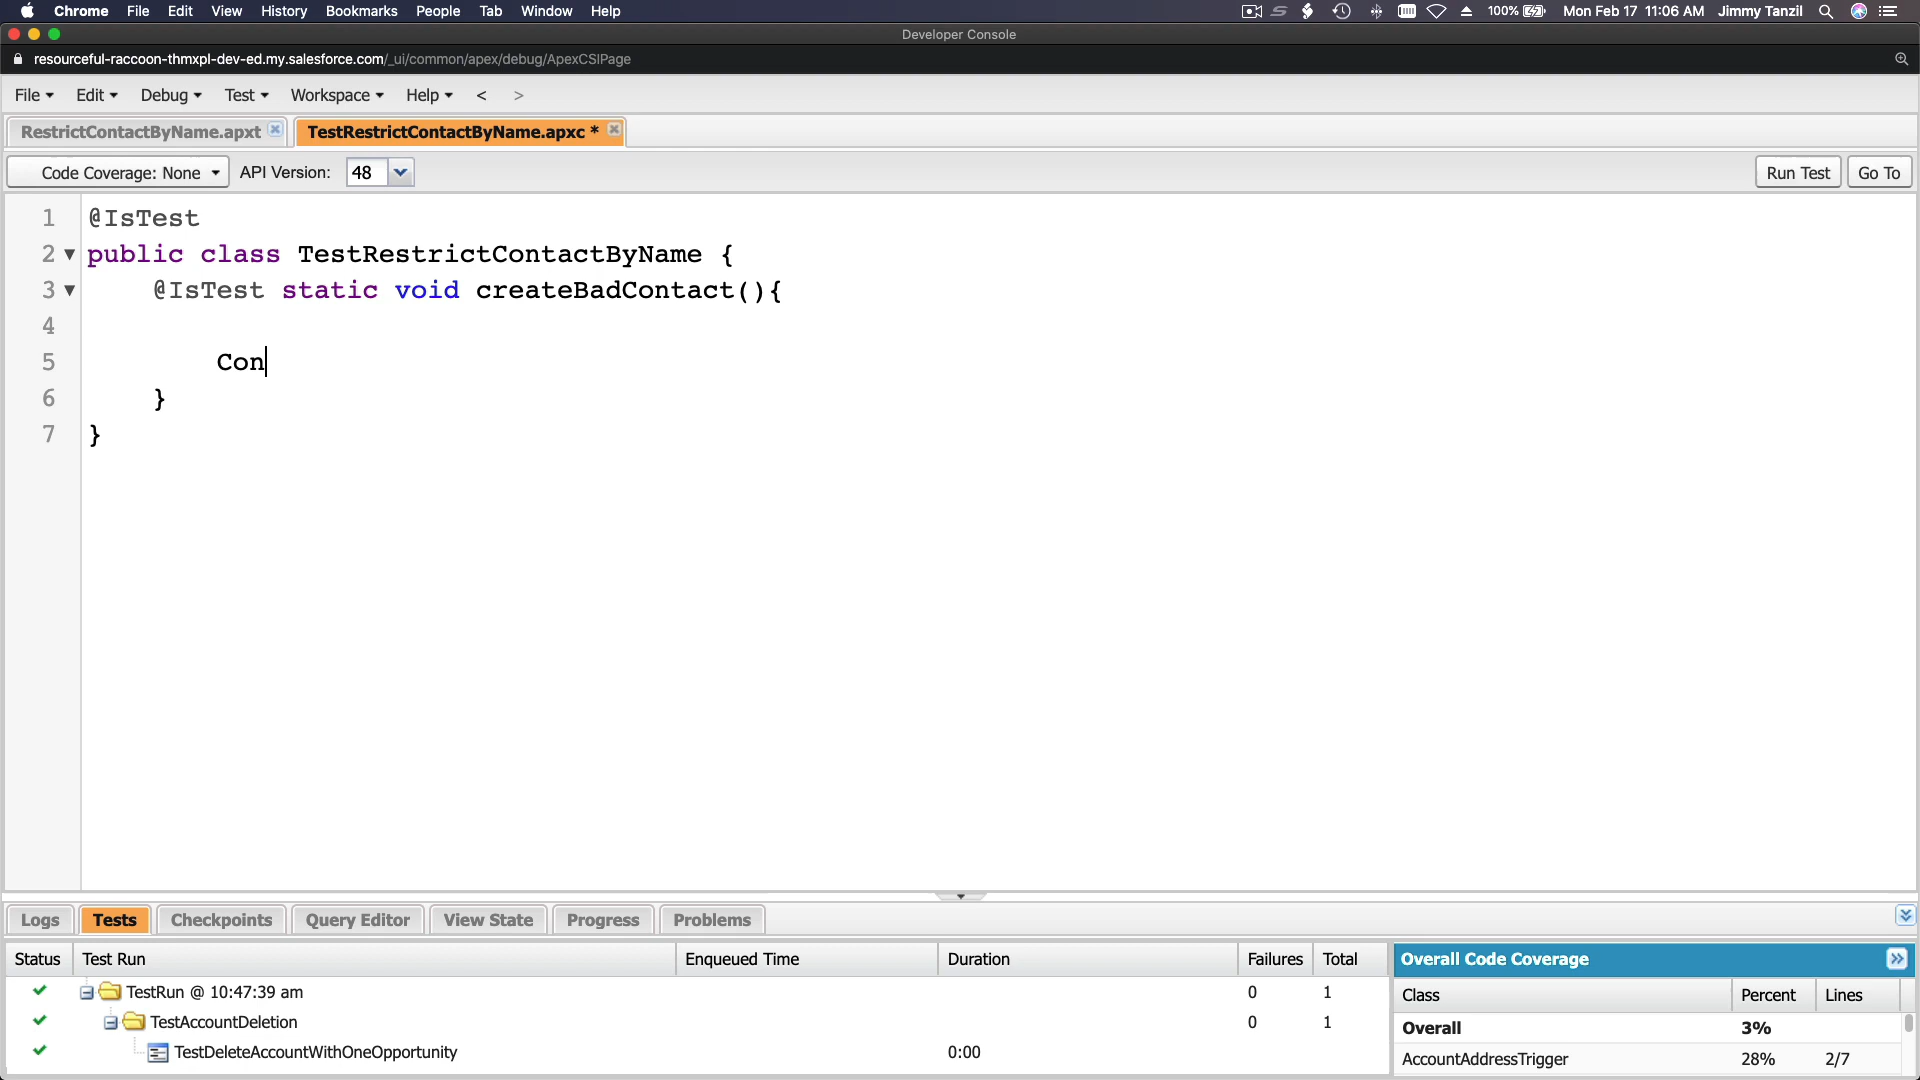 Chrome File Edit View History Bookmarks People Tab Window Help 100% Mon Feb 17 11:06 AM Jimmy Tanzil
Developer Console
resourceful-raccoon-thmxpl-dev-ed.my.salesforce.com/_ui/common/apex/debug/ApexCSIPage
File Edit Debug Test Workspace Help < >
RestrictContactByName.apxt TestRestrictContactByName.apxc *
Code Coverage: None API Version: 48 Run Test Go To
1 @IsTest
2 public class TestRestrictContactByName {
3 @IsTest static void createBadContact(){
4
5 Con
6 }
7 }
Logs Tests Checkpoints Query Editor View State Progress Problems
Status Test Run Enqueued Time Duration Failures Total Overall Code Coverage
TestRun @ 10:47:39 am 0 1 Class Percent Lines
TestAccountDeletion 0 1 Overall 3%
TestDeleteAccountWithOneOpportunity 0:00 AccountAddressTrigger 28% 2/7